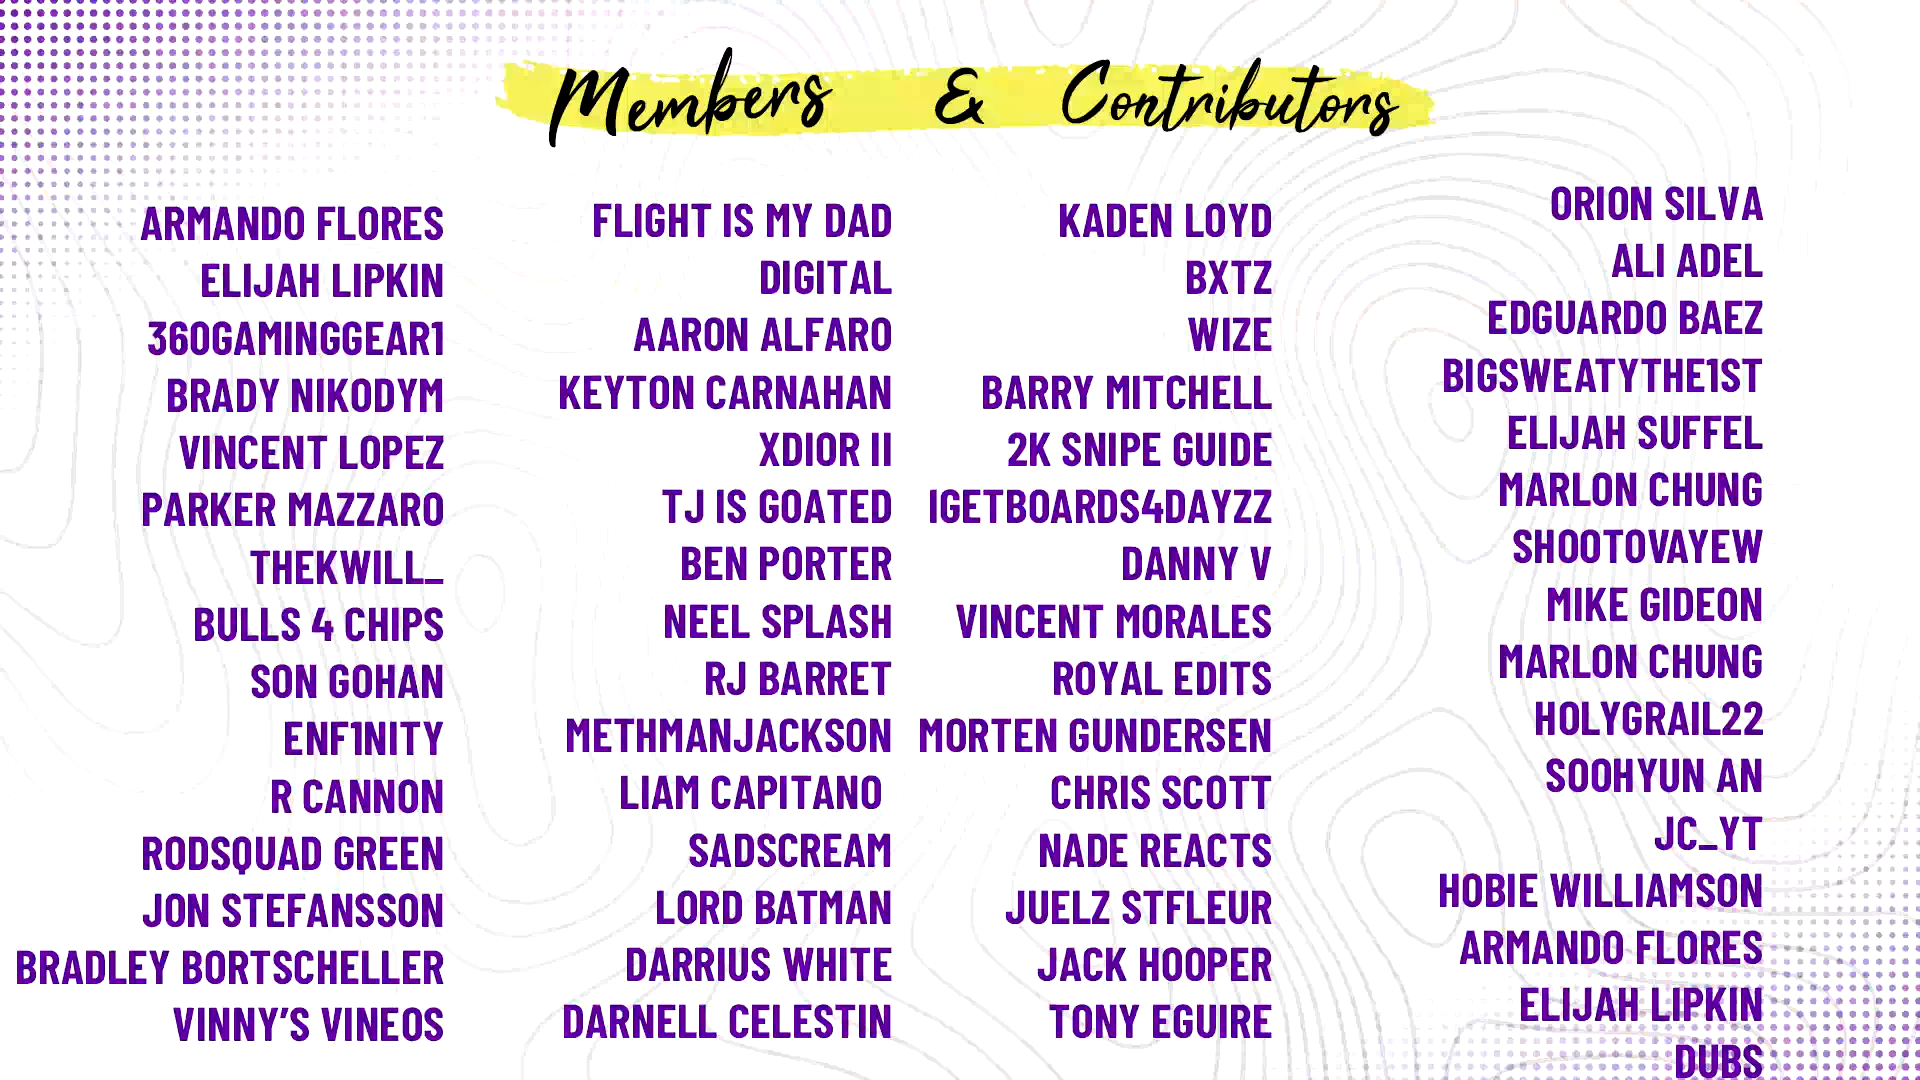 Members & Contributors
ARMANDO FLORES
ELIJAH LIPKIN
360GAMINGGEAR1
BRADY NIKODYM
VINCENT LOPEZ
PARKER MAZZARO
THEKWILL_
BULLS 4 CHIPS
SON GOHAN
ENF1NITY
R CANNON
RODSQUAD GREEN
JON STEFANSSON
BRADLEY BORTSCHELLER
VINNY'S VINEOS
FLIGHT IS MY DAD
DIGITAL
AARON ALFARO
KEYTON CARNAHAN
XDIOR II
TJ IS GOATED
BEN PORTER
NEEL SPLASH
RJ BARRET
METHMANJACKSON
LIAM CAPITANO
SADSCREAM
LORD BATMAN
DARRIUS WHITE
DARNELL CELESTIN
KADEN LOYD
BXTZ
WIZE
BARRY MITCHELL
2K SNIPE GUIDE
IGETBOARDS4DAYZZ
DANNY V
VINCENT MORALES
ROYAL EDITS
MORTEN GUNDERSEN
CHRIS SCOTT
NADE REACTS
JUELZ STFLEUR
JACK HOOPER
TONY EGUIRE
ORION SILVA
ALI ADEL
EDGUARDO BAEZ
BIGSWEATYTHE1ST
ELIJAH SUFFEL
MARLON CHUNG
SHOOTOVAYEW
MIKE GIDEON
MARLON CHUNG
HOLYGRAIL22
SOOHYUN AN
JC_YT
HOBIE WILLIAMSON
ARMANDO FLORES
ELIJAH LIPKIN
DUBS